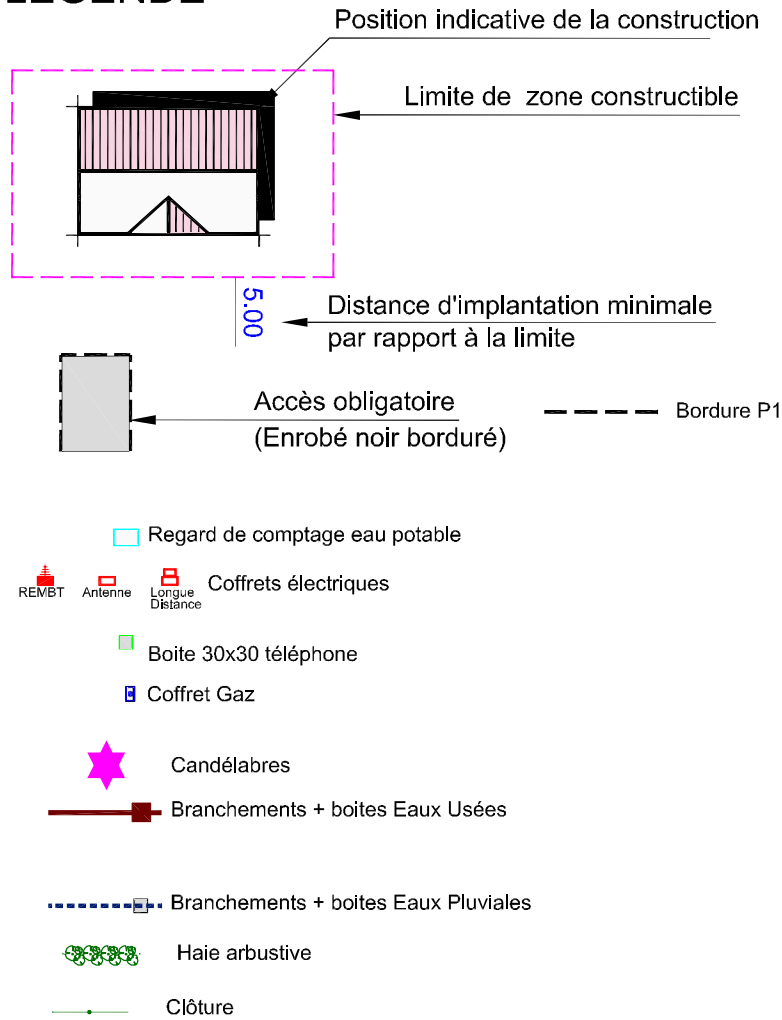 LEGENDE
Position indicative de la construction
Limite de zone constructible
5.00
Distance d'implantation minimale
par rapport à la limite
Accès obligatoire
(Enrobé noir borduré)
Bordure P1
Regard de comptage eau potable
REMBT
Antenne
Longue
Distance
Coffrets électriques
Boite 30x30 téléphone
Coffret Gaz
Candélabres
Branchements + boites Eaux Usées
Branchements + boites Eaux Pluviales
Haie arbustive
Clôture